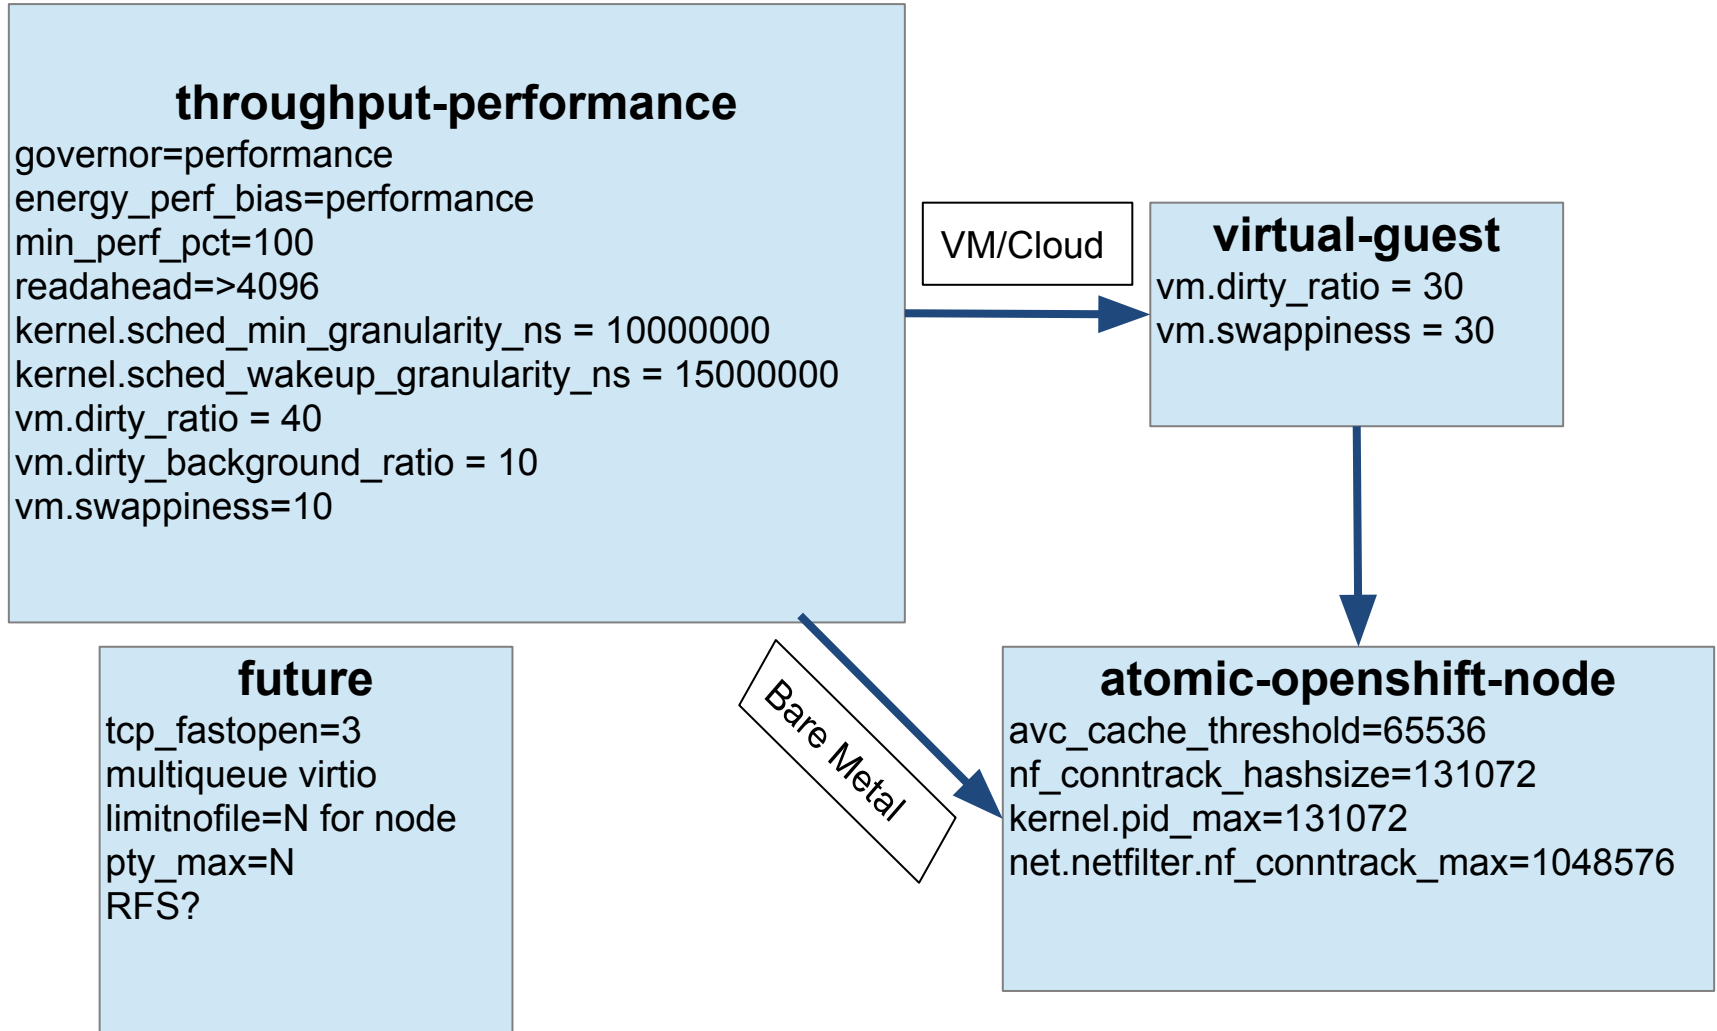 throughput-performance
governor=performance
energy_perf_bias=performance
min_perf_pct=100
readahead=>4096
kernel.sched_min_granularity_ns = 10000000
kernel.sched_wakeup_granularity_ns = 15000000
vm.dirty_ratio = 40
vm.dirty_background_ratio = 10
vm.swappiness=10
VM/Cloud
virtual-guest
vm.dirty_ratio = 30
vm.swappiness = 30
Bare Metal
future
tcp_fastopen=3
multiqueue virtio
limitnofile=N for node
pty_max=N
RFS?
atomic-openshift-node
avc_cache_threshold=65536
nf_conntrack_hashsize=131072
kernel.pid_max=131072
net.netfilter.nf_conntrack_max=1048576